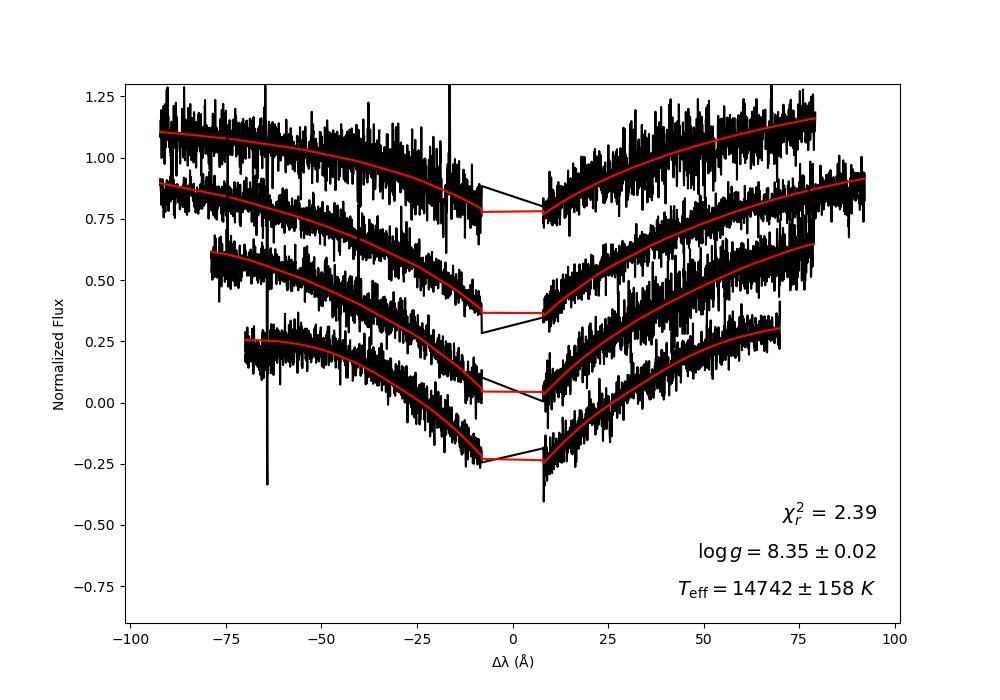 1.25
1.00
0.75
0.50
0.25
0.00
−0.25
−0.50
−0.75
Normalized Flux
χ²ᵣ = 2.39
log g = 8.35 ± 0.02
T_eff = 14742 ± 158 K
−100 −75 −50 −25 0 25 50 75 100
Δλ (Å)